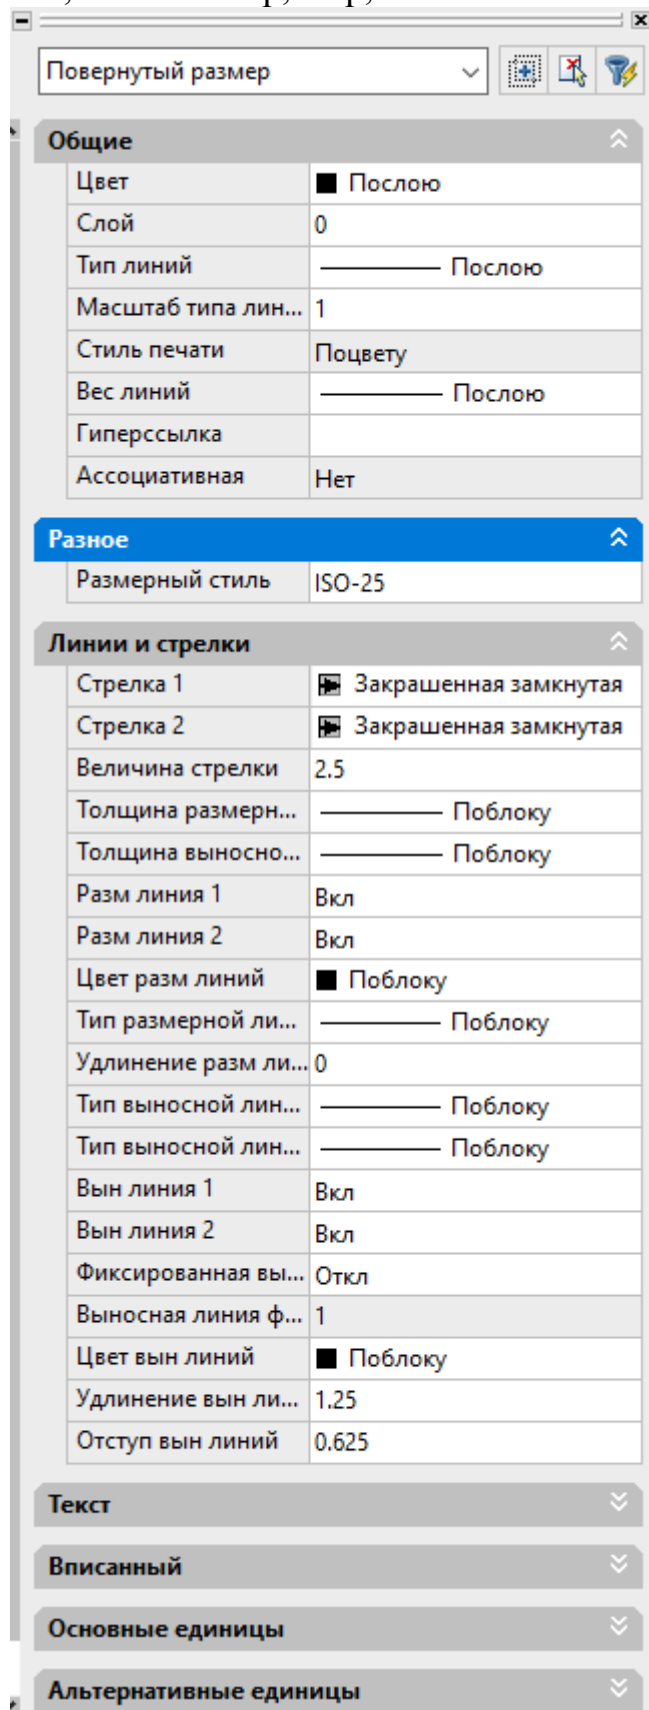 Повернутый размер
Общие
Цвет Послою
Слой 0
Тип линий Послою
Масштаб типа лин... 1
Стиль печати Поцвету
Вес линий Послою
Гиперссылка
Ассоциативная Нет
Разное
Размерный стиль ISO-25
Линии и стрелки
Стрелка 1 Закрашенная замкнутая
Стрелка 2 Закрашенная замкнутая
Величина стрелки 2.5
Толщина размерн... Поблоку
Толщина выносно... Поблоку
Разм линия 1 Вкл
Разм линия 2 Вкл
Цвет разм линий Поблоку
Тип размерной ли... Поблоку
Удлинение разм ли... 0
Тип выносной лин... Поблоку
Тип выносной лин... Поблоку
Вын линия 1 Вкл
Вын линия 2 Вкл
Фиксированная вы... Откл
Выносная линия ф... 1
Цвет вын линий Поблоку
Удлинение вын ли... 1.25
Отступ вын линий 0.625
Текст
Вписанный
Основные единицы
Альтернативные единицы